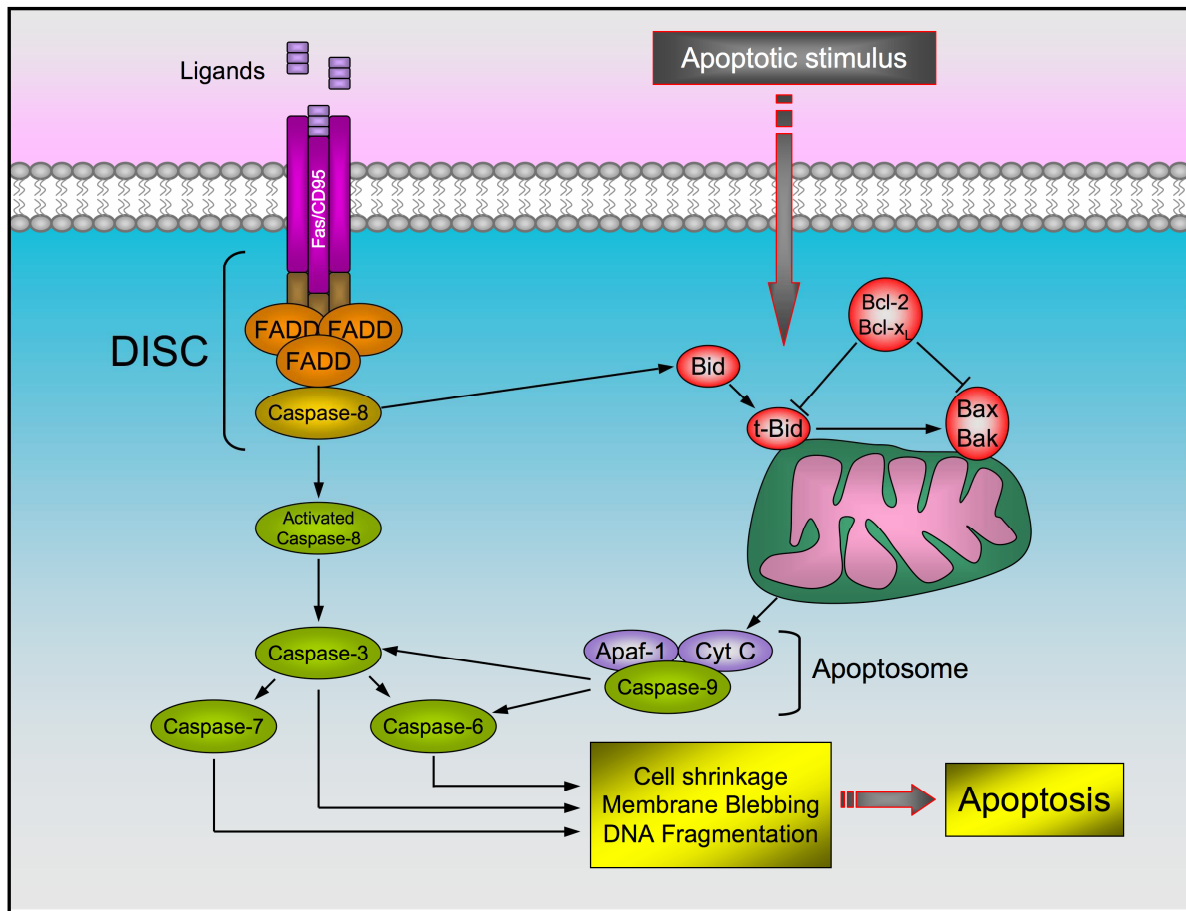 Ligands
Apoptotic stimulus
Fas/CD95
DISC
FADD
FADD
FADD
Caspase-8
Bid
Bcl-2
Bcl-xL
t-Bid
Bax
Bak
Activated
Caspase-8
Caspase-3
Apaf-1
Cyt C
Caspase-9
Apoptosome
Caspase-7
Caspase-6
Cell shrinkage
Membrane Blebbing
DNA Fragmentation
Apoptosis